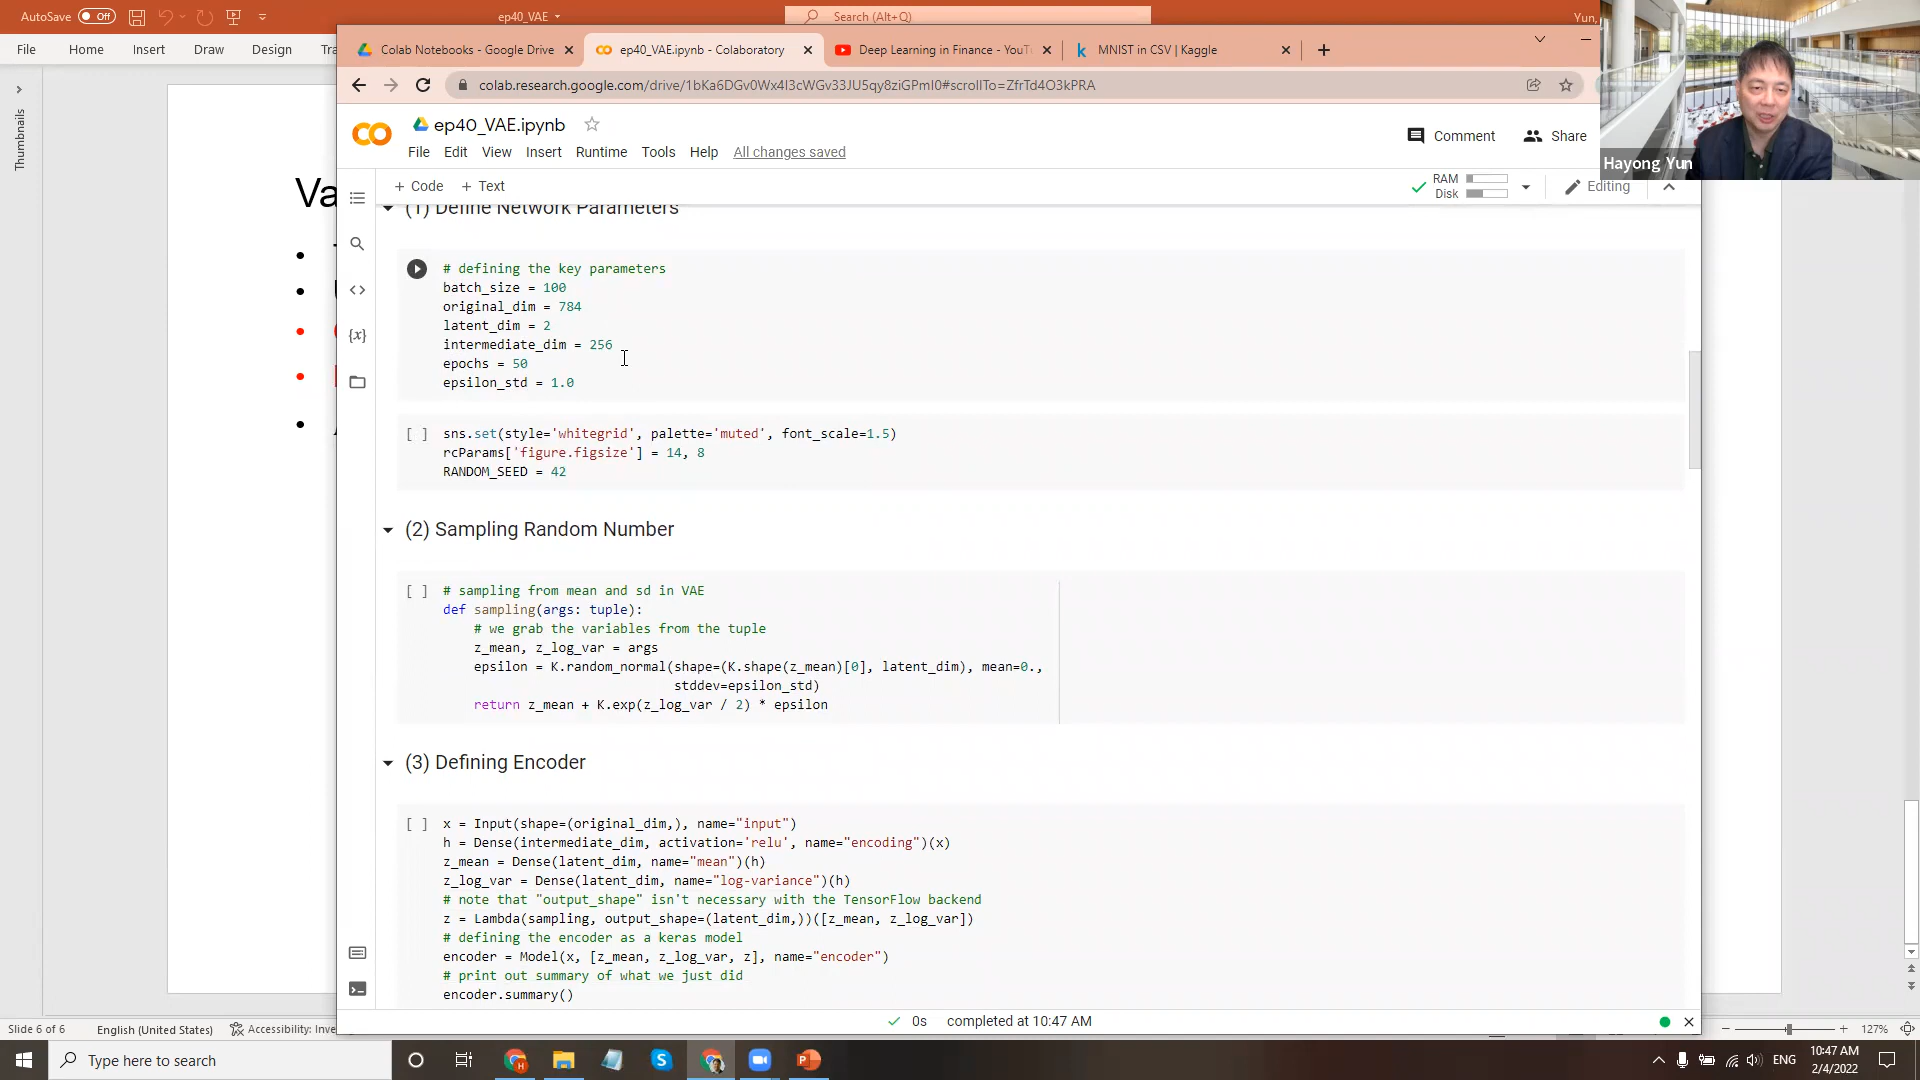 AutoSave Off
ep40_VAE
Search (Alt+Q)
Yun,
File Home Insert Draw Design
Colab Notebooks - Google Drive
ep40_VAE.ipynb - Colaboratory
Deep Learning in Finance - YouTu
MNIST in CSV | Kaggle
colab.research.google.com/drive/1bKa6DGv0Wx4I3cWGv33JU5qy8ziGPmI0#scrollTo=ZfrTd4O3kPRA
Thumbnails
ep40_VAE.ipynb
Comment Share
Hayong Yun
File Edit View Insert Runtime Tools Help All changes saved
+ Code + Text
RAM
Disk
Editing
(1) Define Network Parameters
# defining the key parameters
batch_size = 100
original_dim = 784
latent_dim = 2
intermediate_dim = 256
epochs = 50
epsilon_std = 1.0
[ ] sns.set(style='whitegrid', palette='muted', font_scale=1.5)
rcParams['figure.figsize'] = 14, 8
RANDOM_SEED = 42
(2) Sampling Random Number
[ ] # sampling from mean and sd in VAE
def sampling(args: tuple):
# we grab the variables from the tuple
z_mean, z_log_var = args
epsilon = K.random_normal(shape=(K.shape(z_mean)[0], latent_dim), mean=0.,
stddev=epsilon_std)
return z_mean + K.exp(z_log_var / 2) * epsilon
(3) Defining Encoder
[ ] x = Input(shape=(original_dim,), name="input")
h = Dense(intermediate_dim, activation='relu', name="encoding")(x)
z_mean = Dense(latent_dim, name="mean")(h)
z_log_var = Dense(latent_dim, name="log-variance")(h)
# note that "output_shape" isn't necessary with the TensorFlow backend
z = Lambda(sampling, output_shape=(latent_dim,))([z_mean, z_log_var])
# defining the encoder as a keras model
encoder = Model(x, [z_mean, z_log_var, z], name="encoder")
# print out summary of what we just did
encoder.summary()
0s completed at 10:47 AM
Slide 6 of 6 English (United States) Accessibility: Inve
127%
Type here to search
ENG
10:47 AM
2/4/2022